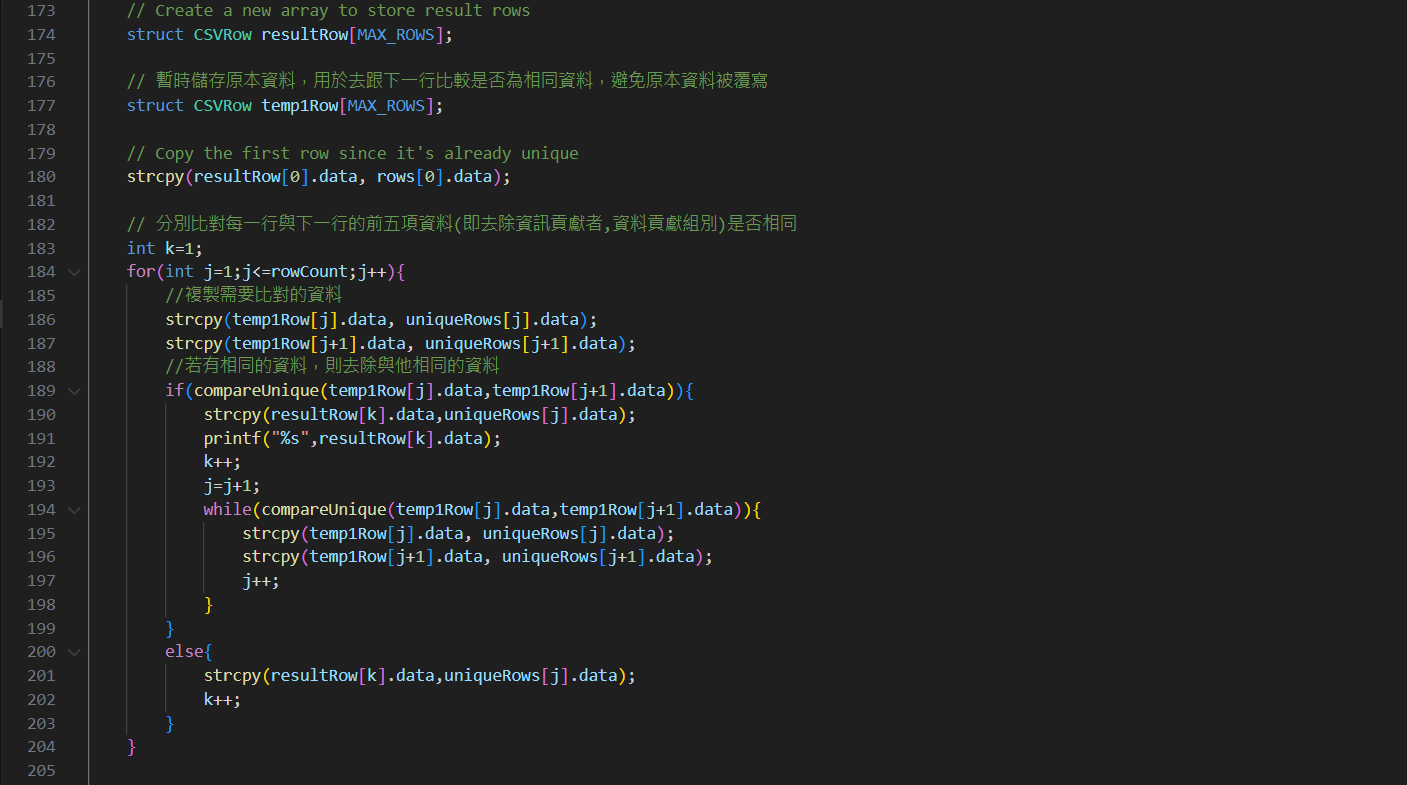 173 // Create a new array to store result rows
174 struct CSVRow resultRow[MAX_ROWS];
175
176 // 暫時儲存原本資料，用於去跟下一行比較是否為相同資料，避免原本資料被覆寫
177 struct CSVRow temp1Row[MAX_ROWS];
178
179 // Copy the first row since it's already unique
180 strcpy(resultRow[0].data, rows[0].data);
181
182 // 分別比對每一行與下一行的前五項資料(即去除資訊貢獻者,資料貢獻組別)是否相同
183 int k=1;
184 for(int j=1;j<=rowCount;j++){
185 //複製需要比對的資料
186 strcpy(temp1Row[j].data, uniqueRows[j].data);
187 strcpy(temp1Row[j+1].data, uniqueRows[j+1].data);
188 //若有相同的資料，則去除與他相同的資料
189 if(compareUnique(temp1Row[j].data,temp1Row[j+1].data)){
190 strcpy(resultRow[k].data,uniqueRows[j].data);
191 printf("%s",resultRow[k].data);
192 k++;
193 j=j+1;
194 while(compareUnique(temp1Row[j].data,temp1Row[j+1].data)){
195 strcpy(temp1Row[j].data, uniqueRows[j].data);
196 strcpy(temp1Row[j+1].data, uniqueRows[j+1].data);
197 j++;
198 }
199 }
200 else{
201 strcpy(resultRow[k].data,uniqueRows[j].data);
202 k++;
203 }
204 }
205